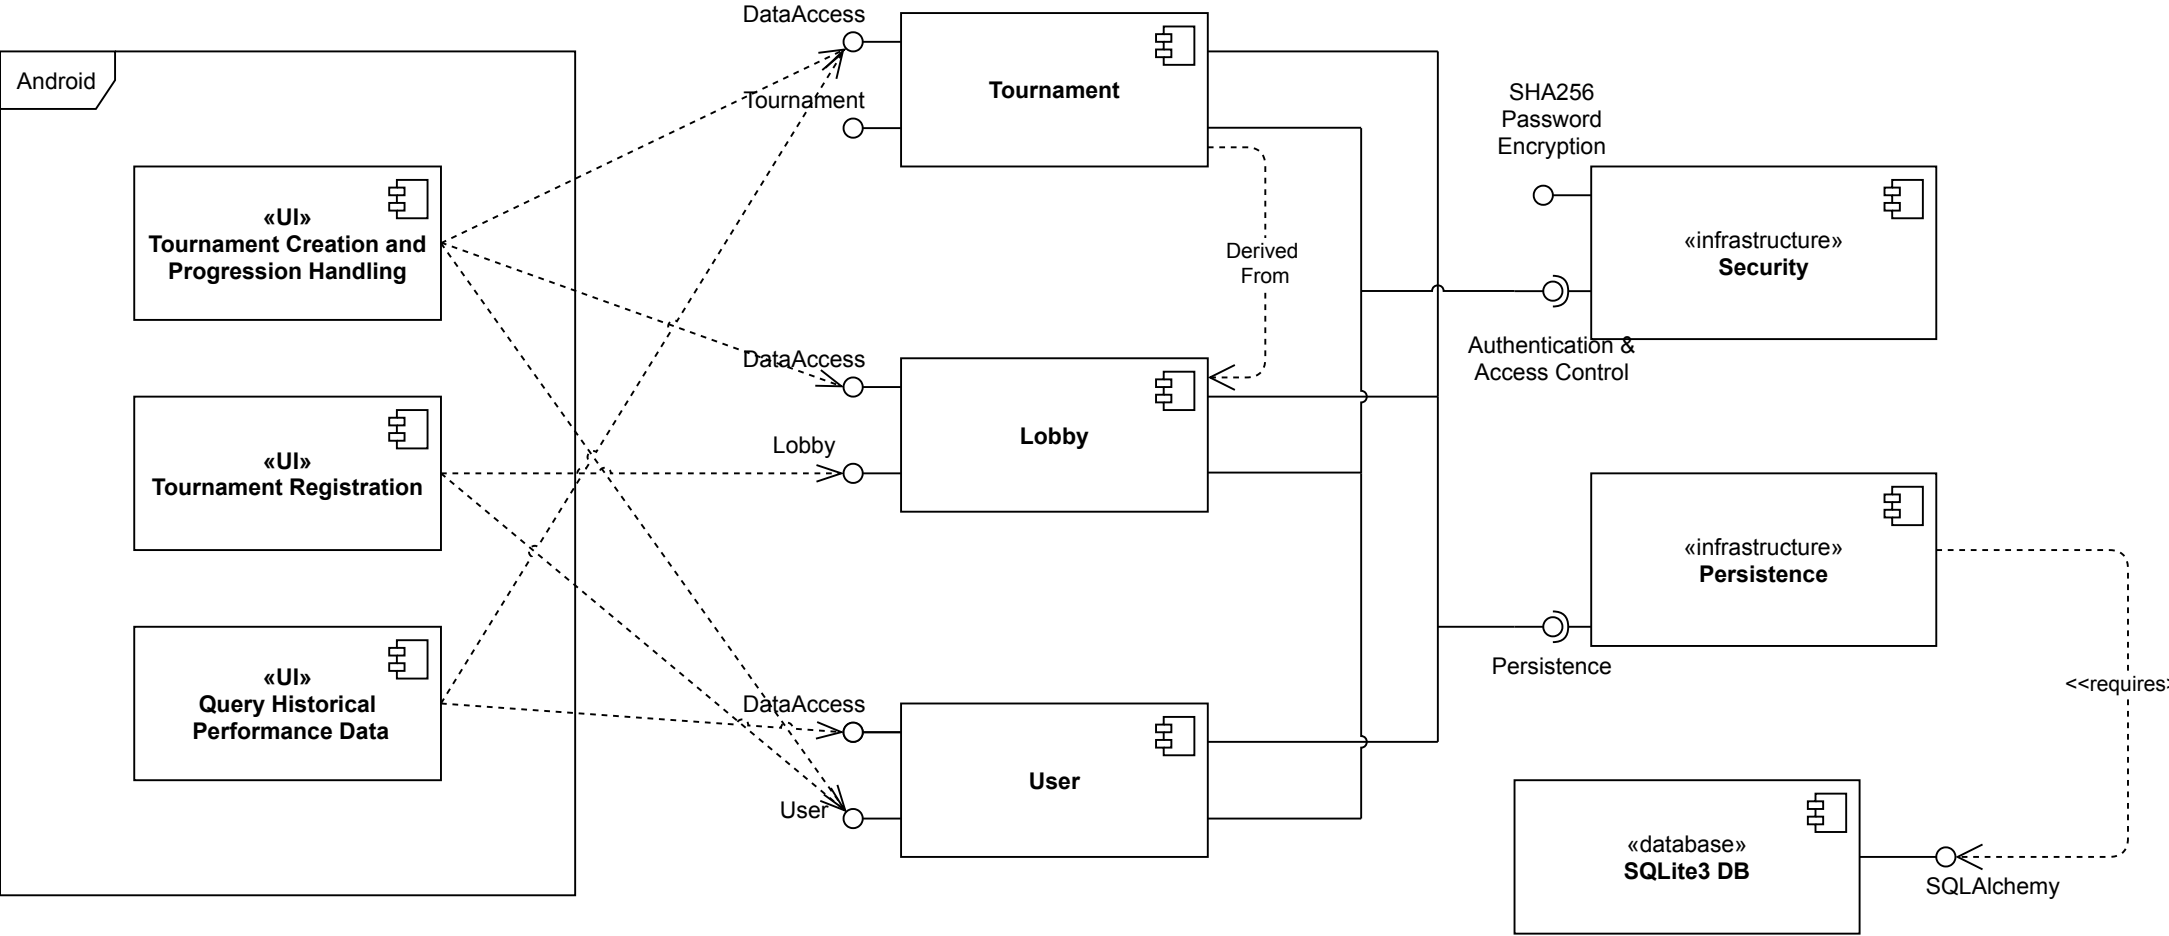 Android
«UI»
Tournament Creation and
Progression Handling
«UI»
Tournament Registration
«UI»
Query Historical
Performance Data
DataAccess
Tournament
Tournament
Derived
From
DataAccess
Lobby
Lobby
DataAccess
User
User
SHA256
Password
Encryption
«infrastructure»
Security
Authentication &
Access Control
«infrastructure»
Persistence
Persistence
<<requires>
«database»
SQLite3 DB
SQLAlchemy